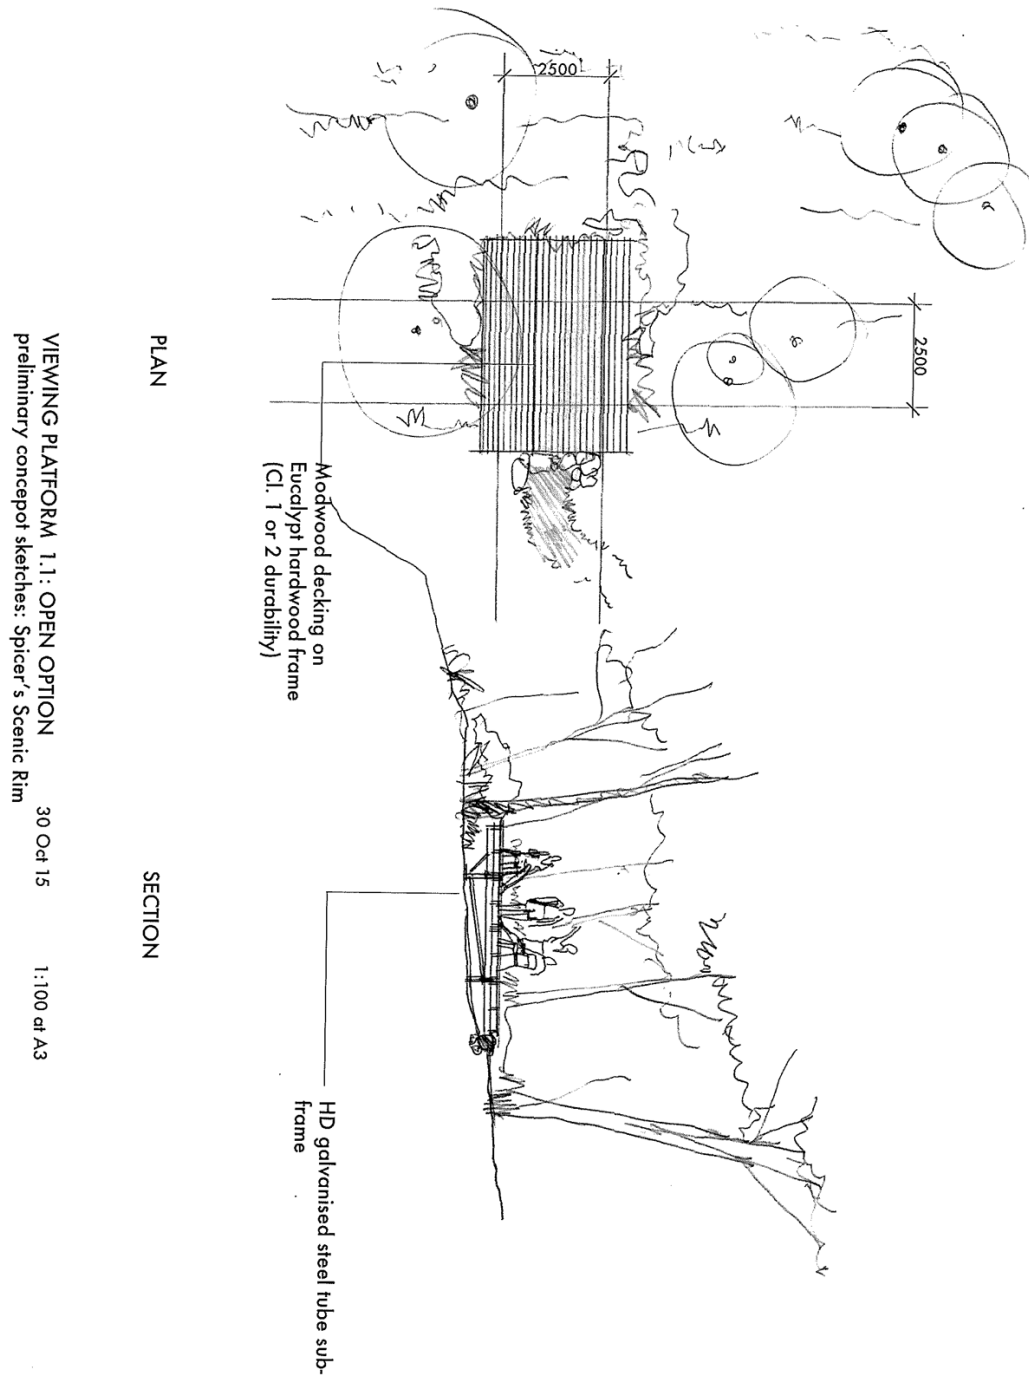 2500
2500
Modwood decking on
Eucalypt hardwood frame
(Cl. 1 or 2 durability)
HD galvanised steel tube sub-
frame
PLAN
SECTION
VIEWING PLATFORM 1.1: OPEN OPTION 30 Oct 15 1:100 at A3
preliminary concepot sketches: Spicer's Scenic Rim